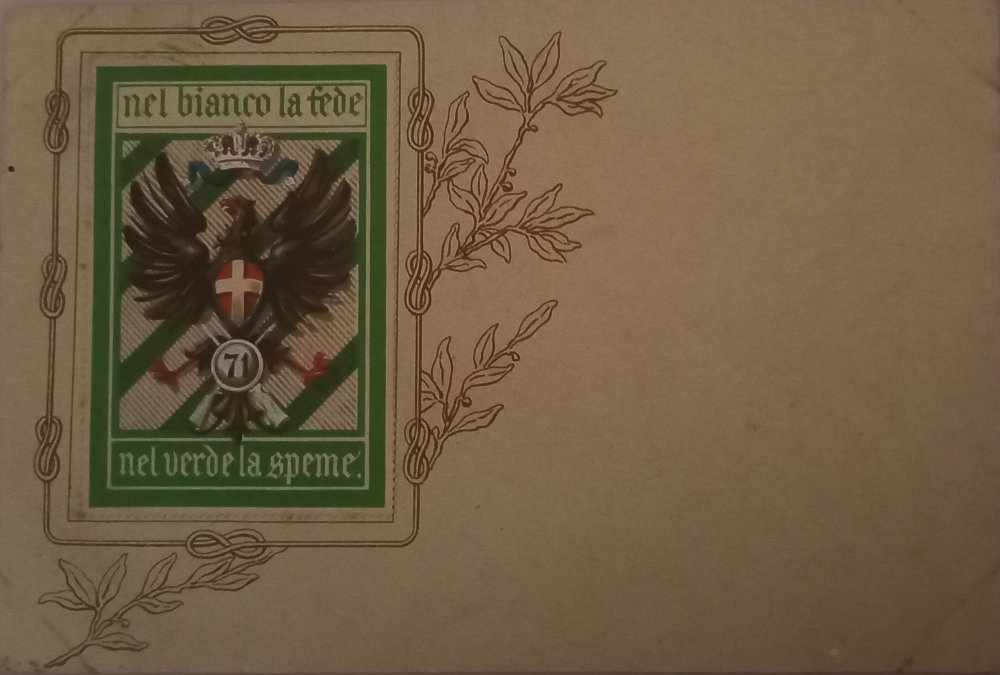 nel bianco la fede
71
nel verde la speme.